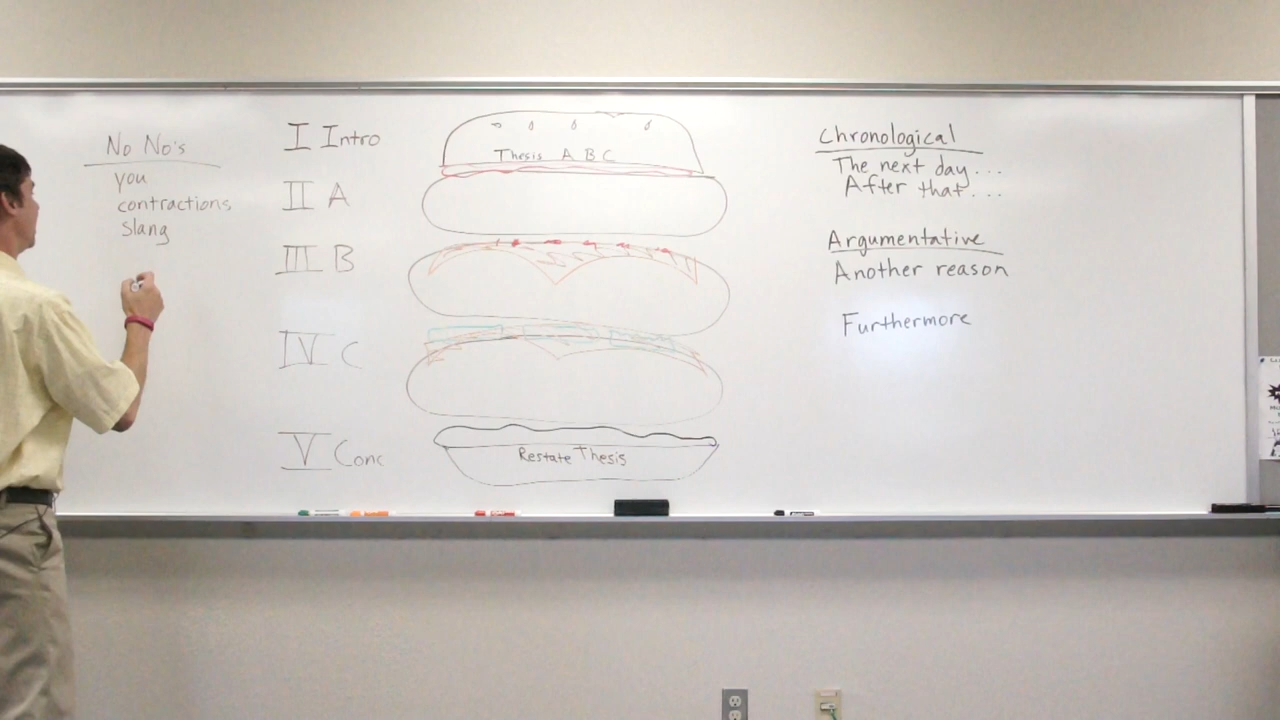 No No's
you
contractions
slang
I Intro
II A
III B
IV C
V Conc
Thesis A B C
Restate Thesis
Chronological
The next day...
After that....
Argumentative
Another reason
Furthermore